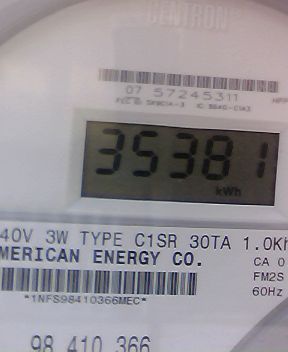 CENTRON
07 57245311
35381
kWh
40V 3W TYPE C1SR 30TA 1.0Kh
MERICAN ENERGY CO.
CA 0
FM2S
60Hz
*1NFS98410366MEC*
98 410 366